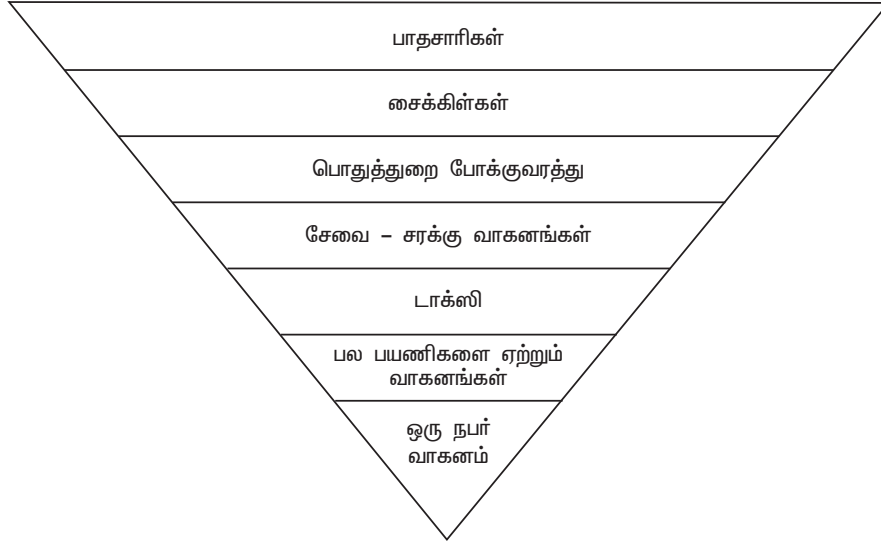 பாதசாரிகள்
சைக்கிள்கள்
பொதுத்துறை போக்குவரத்து
சேவை – சரக்கு வாகனங்கள்
டாக்ஸி
பல பயணிகளை ஏற்றும்
வாகனங்கள்
ஒரு நபர்
வாகனம்